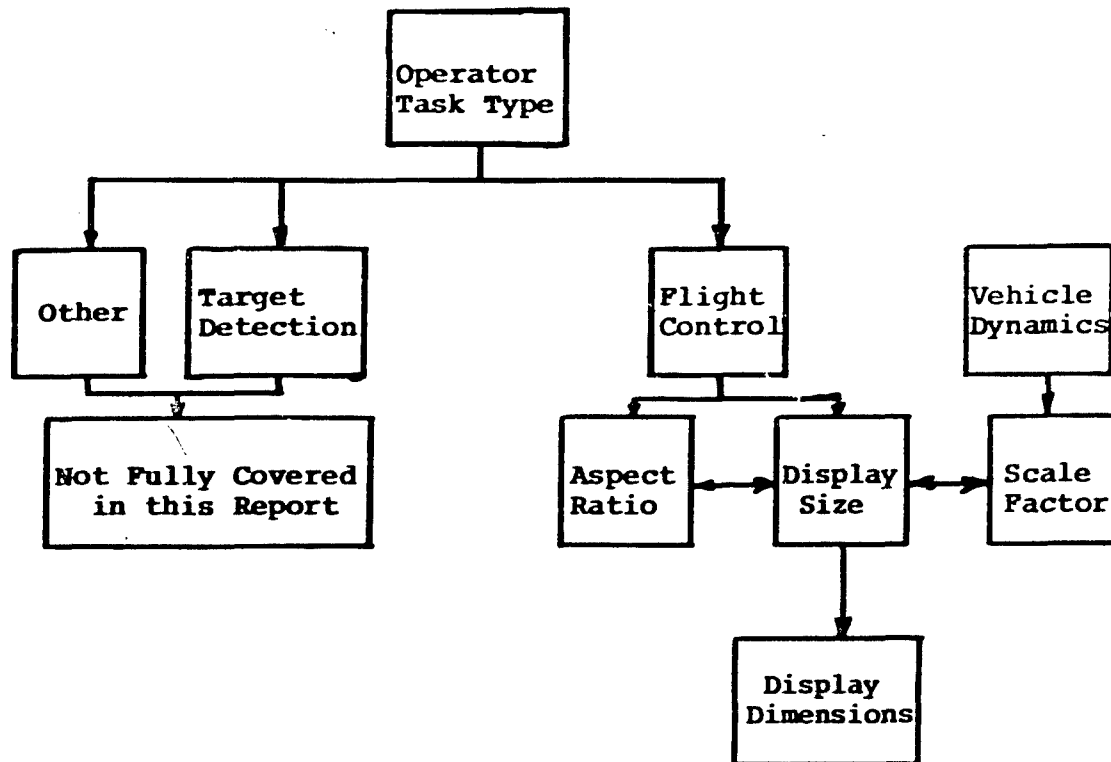 Operator
Task Type
Other
Target
Detection
Flight
Control
Vehicle
Dynamics
Not Fully Covered
in this Report
Aspect
Ratio
Display
Size
Scale
Factor
Display
Dimensions